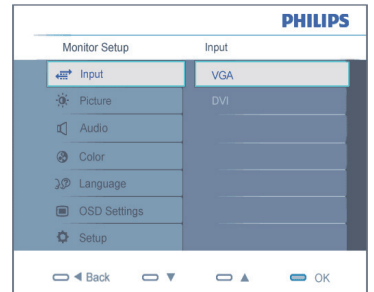 PHILIPS
Monitor Setup
Input
Input
VGA
Picture
DVI
Audio
Color
Language
OSD Settings
Setup
Back
OK